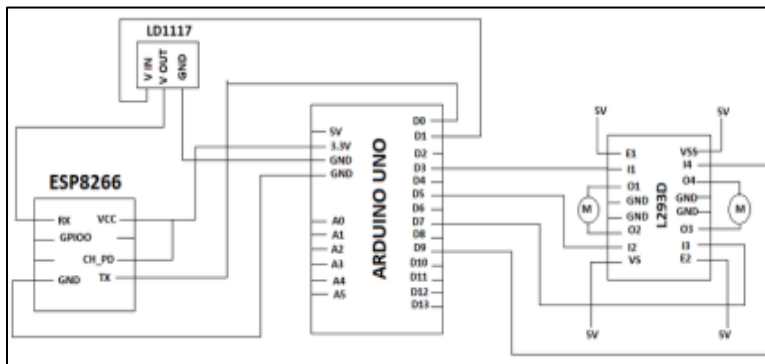 LD1117
V IN
V OUT
GND
ESP8266
RX
VCC
GPIOO
CH_PD
TX
GND
ARDUINO UNO
5V
3.3V
GND
GND
A0
A1
A2
A3
A4
A5
D0
D1
D2
D3
D4
D5
D6
D7
D8
D9
D10
D11
D12
D13
L293D
5V
5V
E1
VSS
I1
I4
O1
O4
GND
GND
GND
GND
O2
O3
I2
I3
VS
E2
M
M
5V
5V